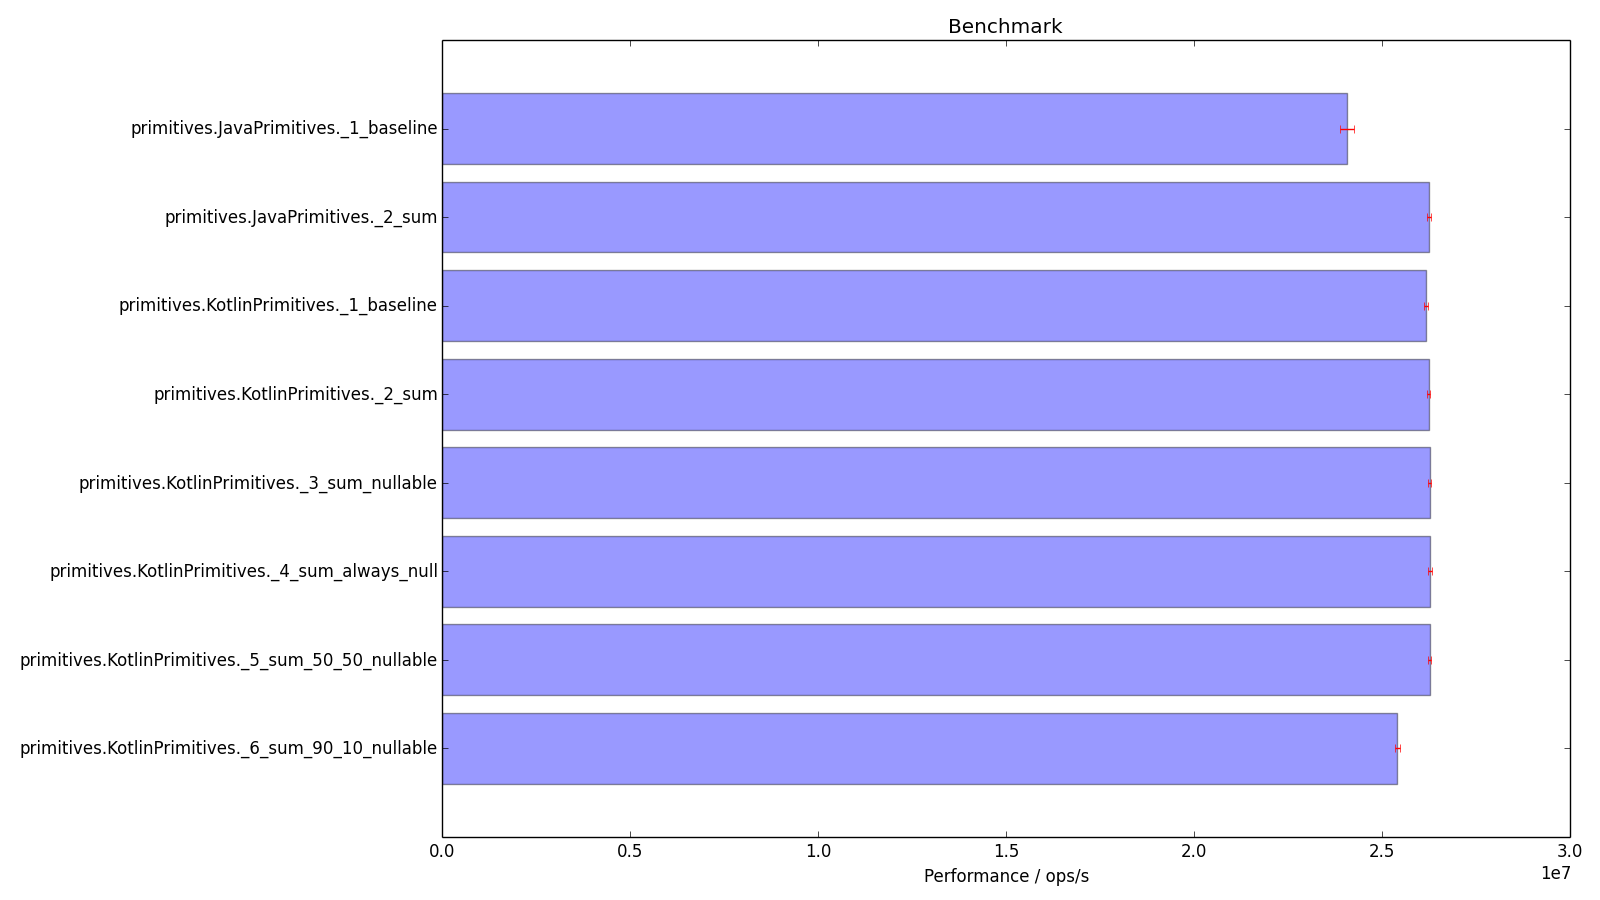 Benchmark
primitives.JavaPrimitives._1_baseline
primitives.JavaPrimitives._2_sum
primitives.KotlinPrimitives._1_baseline
primitives.KotlinPrimitives._2_sum
primitives.KotlinPrimitives._3_sum_nullable
primitives.KotlinPrimitives._4_sum_always_null
primitives.KotlinPrimitives._5_sum_50_50_nullable
primitives.KotlinPrimitives._6_sum_90_10_nullable
0.0 0.5 1.0 1.5 2.0 2.5 3.0
1e7
Performance / ops/s